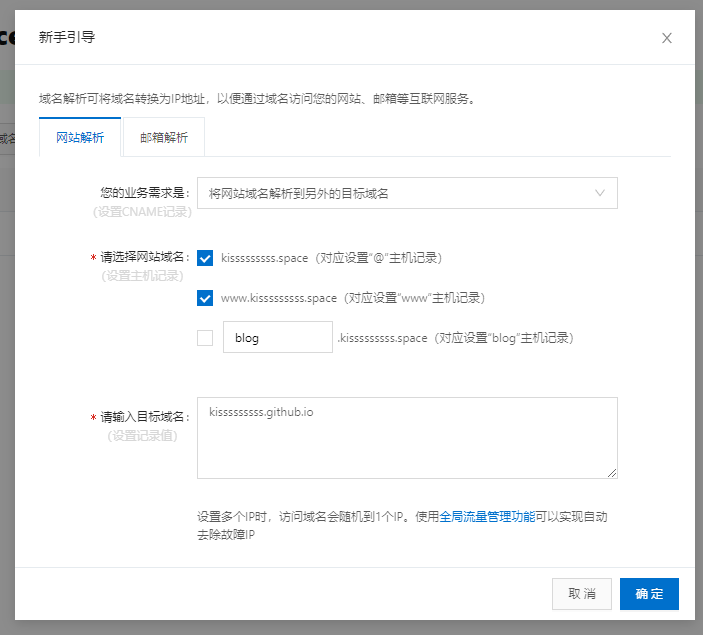 新手引导
域名解析可将域名转换为IP地址，以便通过域名访问您的网站、邮箱等互联网服务。
网站解析
邮箱解析
您的业务需求是:
(设置CNAME记录)
将网站域名解析到另外的目标域名
* 请选择网站域名:
(设置主机记录)
kisssssssss.space（对应设置“@”主机记录）
www.kisssssssss.space（对应设置“www”主机记录）
blog .kisssssssss.space（对应设置“blog”主机记录）
* 请输入目标域名:
(设置记录值)
kisssssssss.github.io
设置多个IP时，访问域名会随机到1个IP。使用全局流量管理功能可以实现自动
去除故障IP
取消
确定